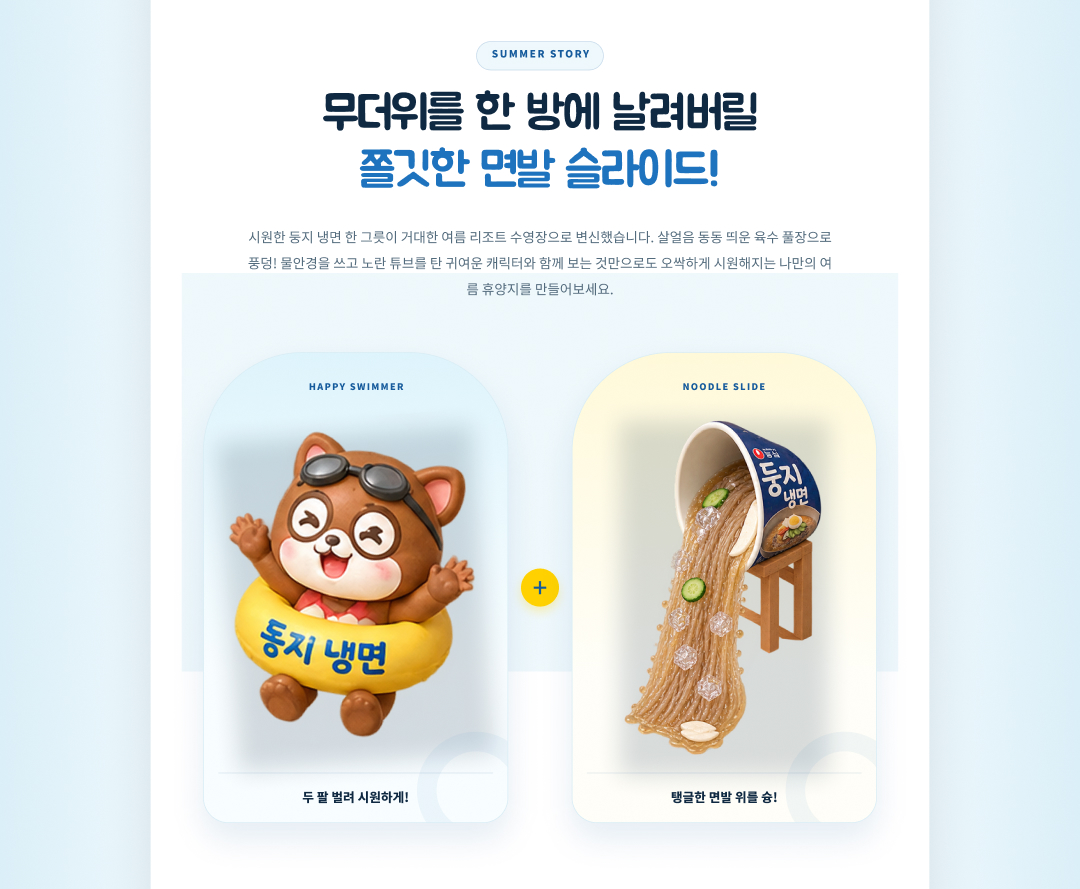 SUMMER STORY
무더위를 한 방에 날려버릴
쫄깃한 면발 슬라이드!
시원한 둥지 냉면 한 그릇이 거대한 여름 리조트 수영장으로 변신했습니다. 살얼음 동동 띄운 육수 풀장으로
풍덩! 물안경을 쓰고 노란 튜브를 탄 귀여운 캐릭터와 함께 보는 것만으로도 오싹하게 시원해지는 나만의 여
름 휴양지를 만들어보세요.
HAPPY SWIMMER
동지 냉면
두 팔 벌려 시원하게!
+
NOODLE SLIDE
농심
둥지
냉면
탱글한 면발 위를 슝!